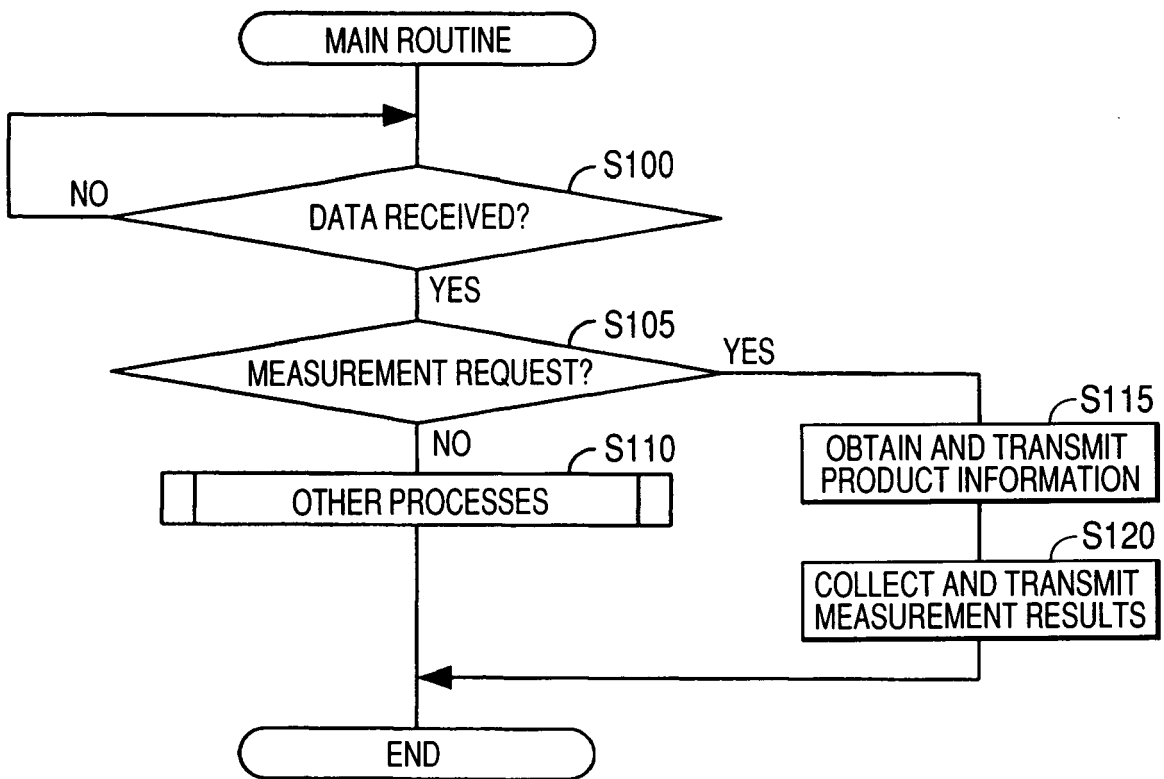 MAIN ROUTINE
S100
NO
DATA RECEIVED?
YES
S105
MEASUREMENT REQUEST?
YES
NO
S110
OTHER PROCESSES
S115
OBTAIN AND TRANSMIT
PRODUCT INFORMATION
S120
COLLECT AND TRANSMIT
MEASUREMENT RESULTS
END